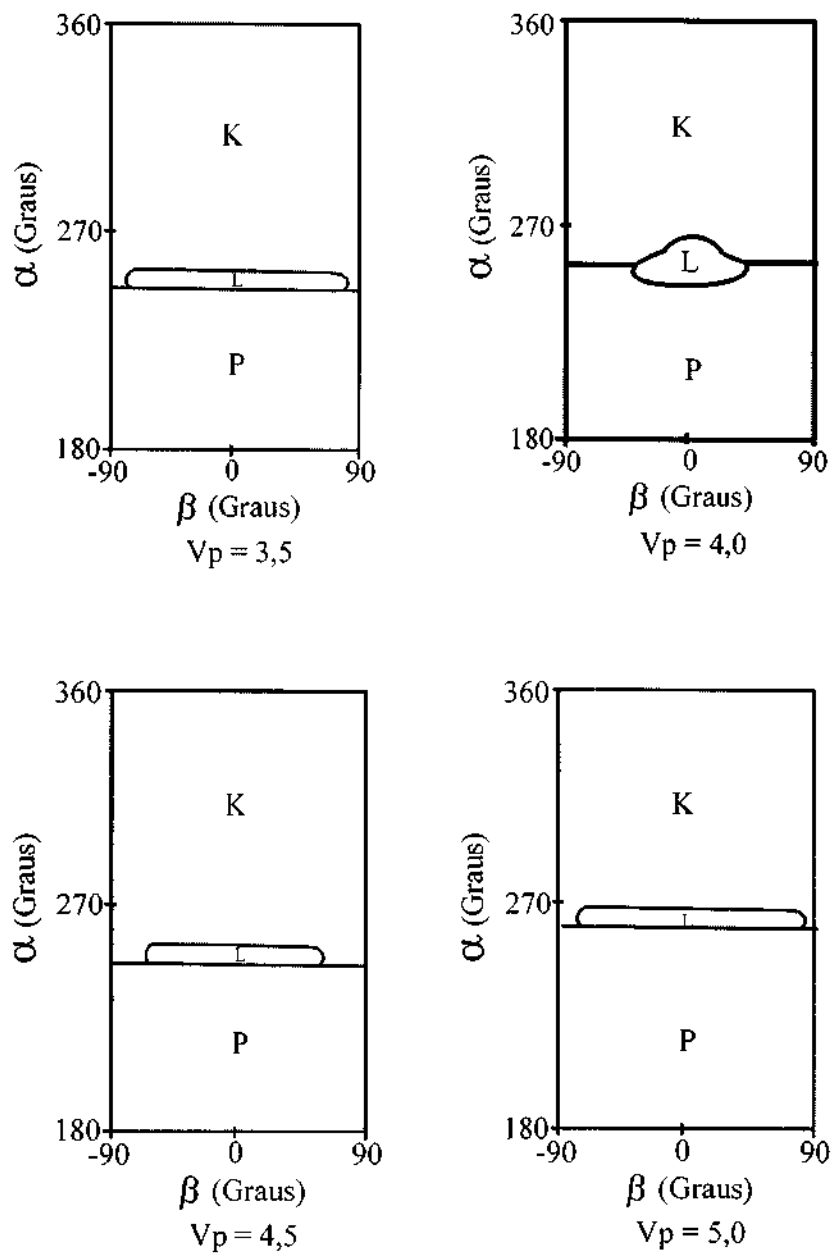 360
K
α (Graus)
270
L
P
180
-90 0 90
β (Graus)
Vp = 3,5
360
K
α (Graus)
270
L
P
180
-90 0 90
β (Graus)
Vp = 4,0
360
K
α (Graus)
270
L
P
180
-90 0 90
β (Graus)
Vp = 4,5
360
K
α (Graus)
270
L
P
180
-90 0 90
β (Graus)
Vp = 5,0